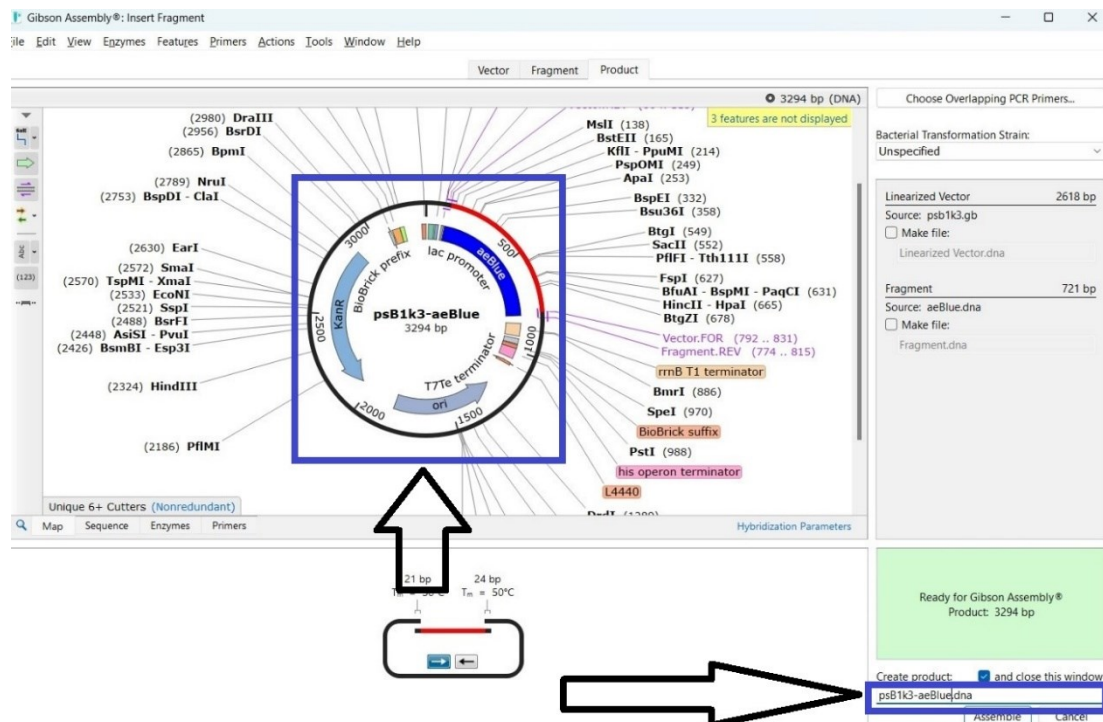 Gibson Assembly®: Insert Fragment
File Edit View Enzymes Features Primers Actions Tools Window Help
Vector Fragment Product
3294 bp (DNA)
3 features are not displayed
(2980) DraIII
(2956) BsrDI
(2865) BpmI
(2789) NruI
(2753) BspDI - ClaI
(2630) EarI
(2572) SmaI
(2570) TspMI - XmaI
(2533) EcoNI
(2521) SspI
(2488) BsrFI
(2448) AsiSI - PvuI
(2426) BsmBI - Esp3I
(2324) HindIII
(2186) PflMI
MslI (138)
BstEII (165)
KflI - PpuMI (214)
PspOMI (249)
ApaI (253)
BspEI (332)
Bsu36I (358)
BtgI (549)
SacII (552)
PflFI - Tth111I (558)
FspI (627)
BfuAI - BspMI - PaqCI (631)
HincII - HpaI (665)
BtgZI (678)
Vector.FOR (792 .. 831)
Fragment.REV (774 .. 815)
rrnB T1 terminator
BmrI (886)
SpeI (970)
BioBrick suffix
PstI (988)
his operon terminator
L4440
DrdI
psB1k3-aeBlue
3294 bp
500
1000
1500
2000
2500
3000
BioBrick prefix
lac promoter
aeBlue
KanR
T7Te terminator
ori
Unique 6+ Cutters (Nonredundant)
Map Sequence Enzymes Primers
Hybridization Parameters
Choose Overlapping PCR Primers...
Bacterial Transformation Strain:
Unspecified
Linearized Vector 2618 bp
Source: psb1k3.gb
Make file:
Linearized Vector.dna
Fragment 721 bp
Source: aeBlue.dna
Make file:
Fragment.dna
21 bp 24 bp
Tm = 50°C
Ready for Gibson Assembly®
Product: 3294 bp
Create product: and close this window
psB1k3-aeBlue.dna
Assemble Cancel
(123)